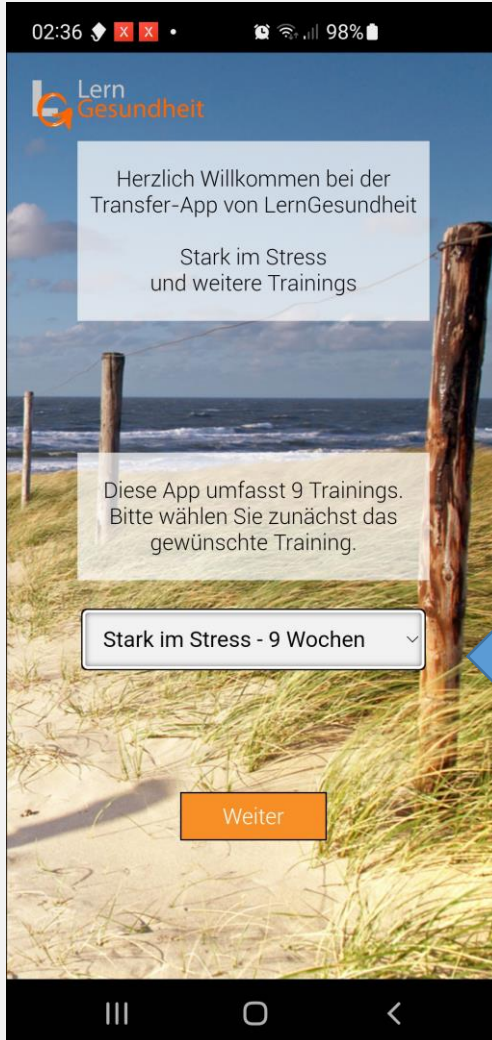 02:36 X X • 98%
Lern
Gesundheit
Herzlich Willkommen bei der
Transfer-App von LernGesundheit
Stark im Stress
und weitere Trainings
Diese App umfasst 9 Trainings.
Bitte wählen Sie zunächst das
gewünschte Training.
Stark im Stress - 9 Wochen
Weiter